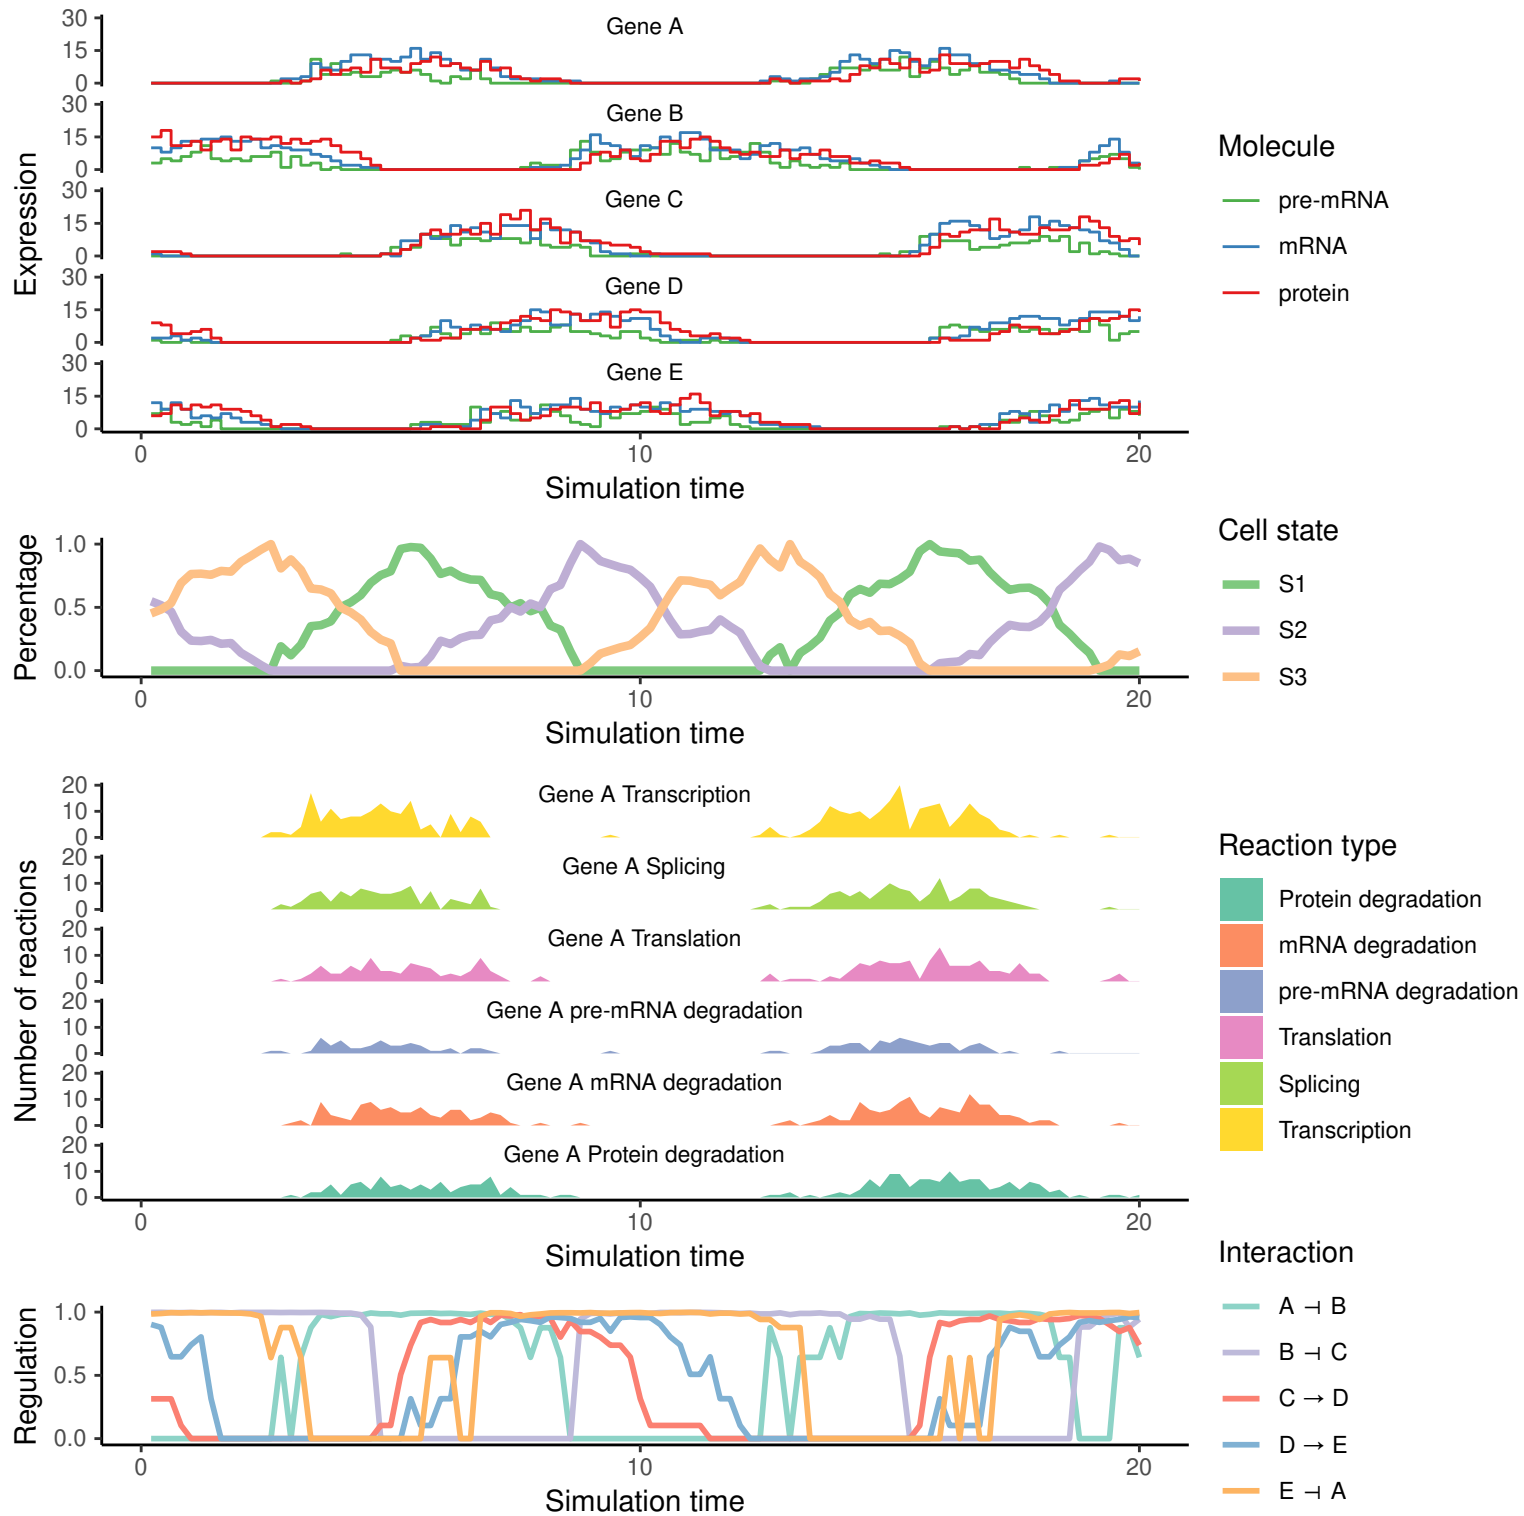 Expression
30
15
0
Gene A
30
15
0
Gene B
30
15
0
Gene C
30
15
0
Gene D
30
15
0
Gene E
0
10
20
Simulation time
Molecule
pre-mRNA
mRNA
protein
Percentage
1.0
0.5
0.0
0
10
20
Simulation time
Cell state
S1
S2
S3
Number of reactions
20
10
0
Gene A Transcription
20
10
0
Gene A Splicing
20
10
0
Gene A Translation
20
10
0
Gene A pre-mRNA degradation
20
10
0
Gene A mRNA degradation
20
10
0
Gene A Protein degradation
0
10
20
Simulation time
Reaction type
Protein degradation
mRNA degradation
pre-mRNA degradation
Translation
Splicing
Transcription
Regulation
1.0
0.5
0.0
0
10
20
Simulation time
Interaction
A ⊣ B
B ⊣ C
C → D
D → E
E ⊣ A